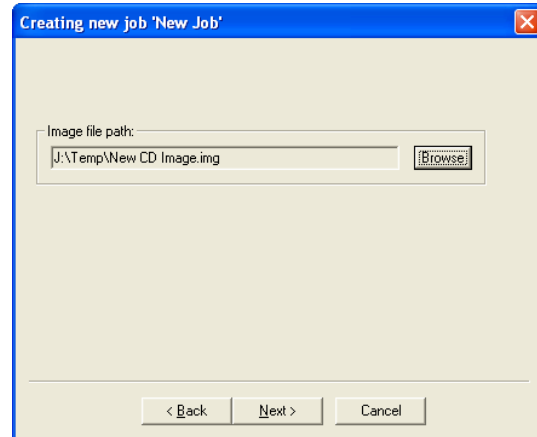 Creating new job 'New Job'
Image file path:
J:\Temp\New CD Image.img
Browse
< Back
Next >
Cancel